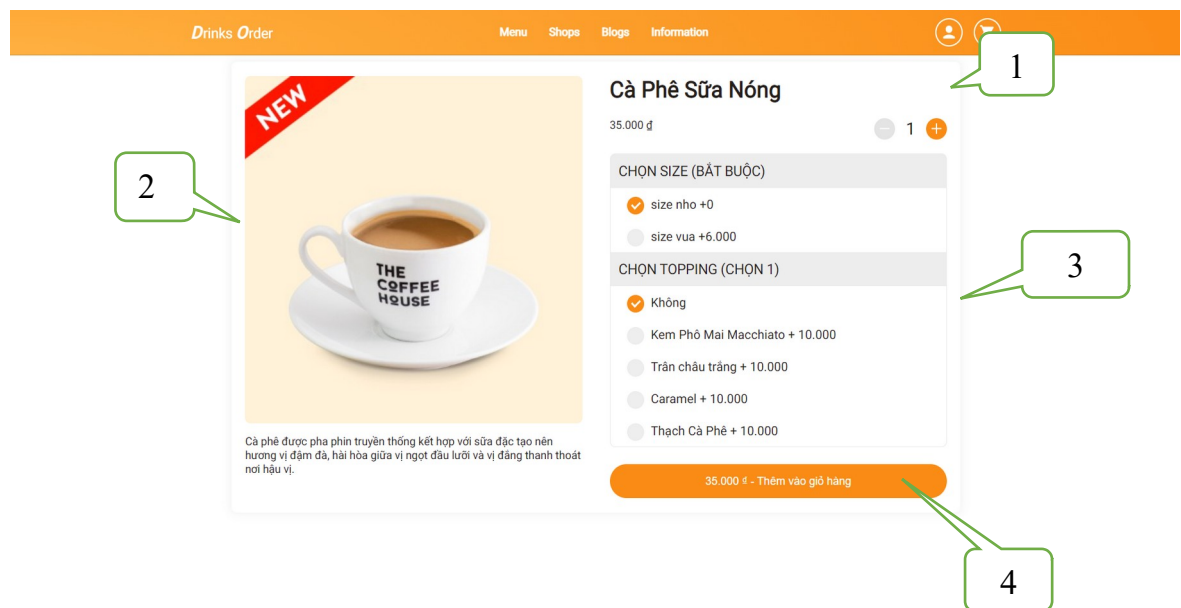 Drinks Order
Menu Shops Blogs Information
1
NEW
Cà Phê Sữa Nóng
35.000 ₫
1
CHỌN SIZE (BẮT BUỘC)
2
size nho +0
size vua +6.000
CHỌN TOPPING (CHỌN 1)
3
THE
COFFEE
HOUSE
Không
Kem Phô Mai Macchiato + 10.000
Trân châu trắng + 10.000
Caramel + 10.000
Thạch Cà Phê + 10.000
Cà phê được pha phin truyền thống kết hợp với sữa đặc tạo nên
hương vị đậm đà, hài hòa giữa vị ngọt đầu lưỡi và vị đắng thanh thoát
nơi hậu vị.
35.000 ₫ - Thêm vào giỏ hàng
4